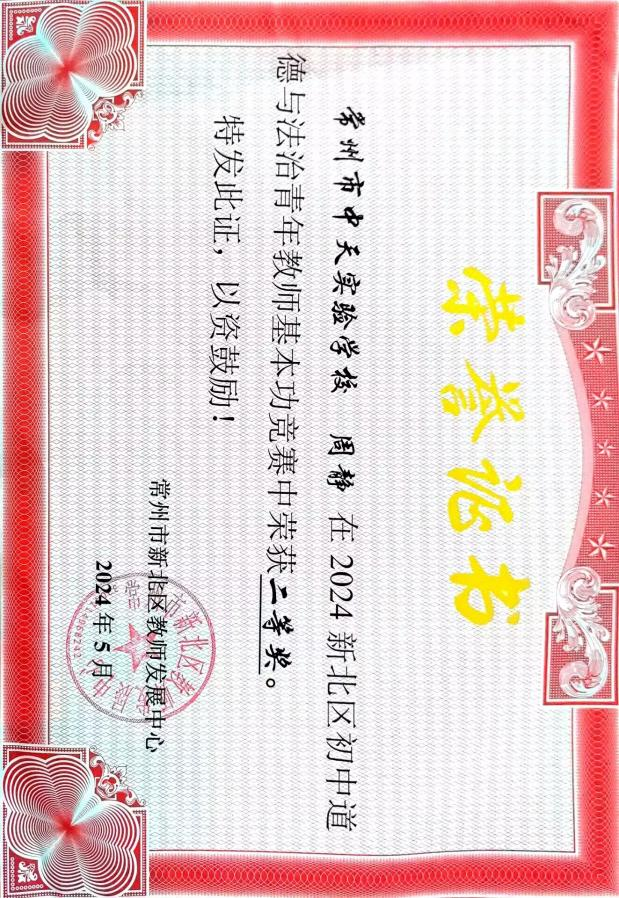 荣誉证书
常州市中天实验学校 周静 在 2024 新北区初中道
德与法治青年教师基本功竞赛中荣获二等奖。
特发此证，以资鼓励！
常州市新北区教师发展中心
2024 年 5 月